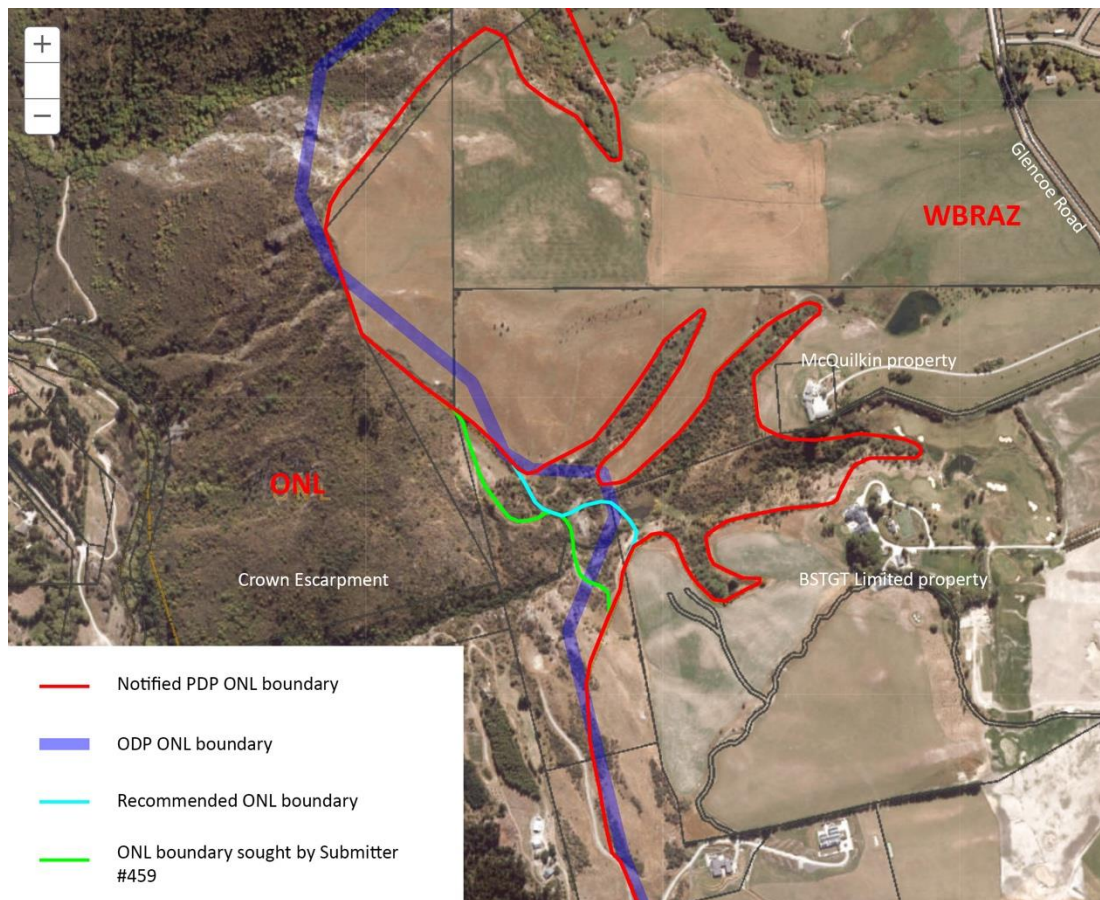 +
−
Glencoe Road
WBRAZ
McQuilkin property
ONL
Crown Escarpment
BSTGT Limited property
Notified PDP ONL boundary
ODP ONL boundary
Recommended ONL boundary
ONL boundary sought by Submitter
#459